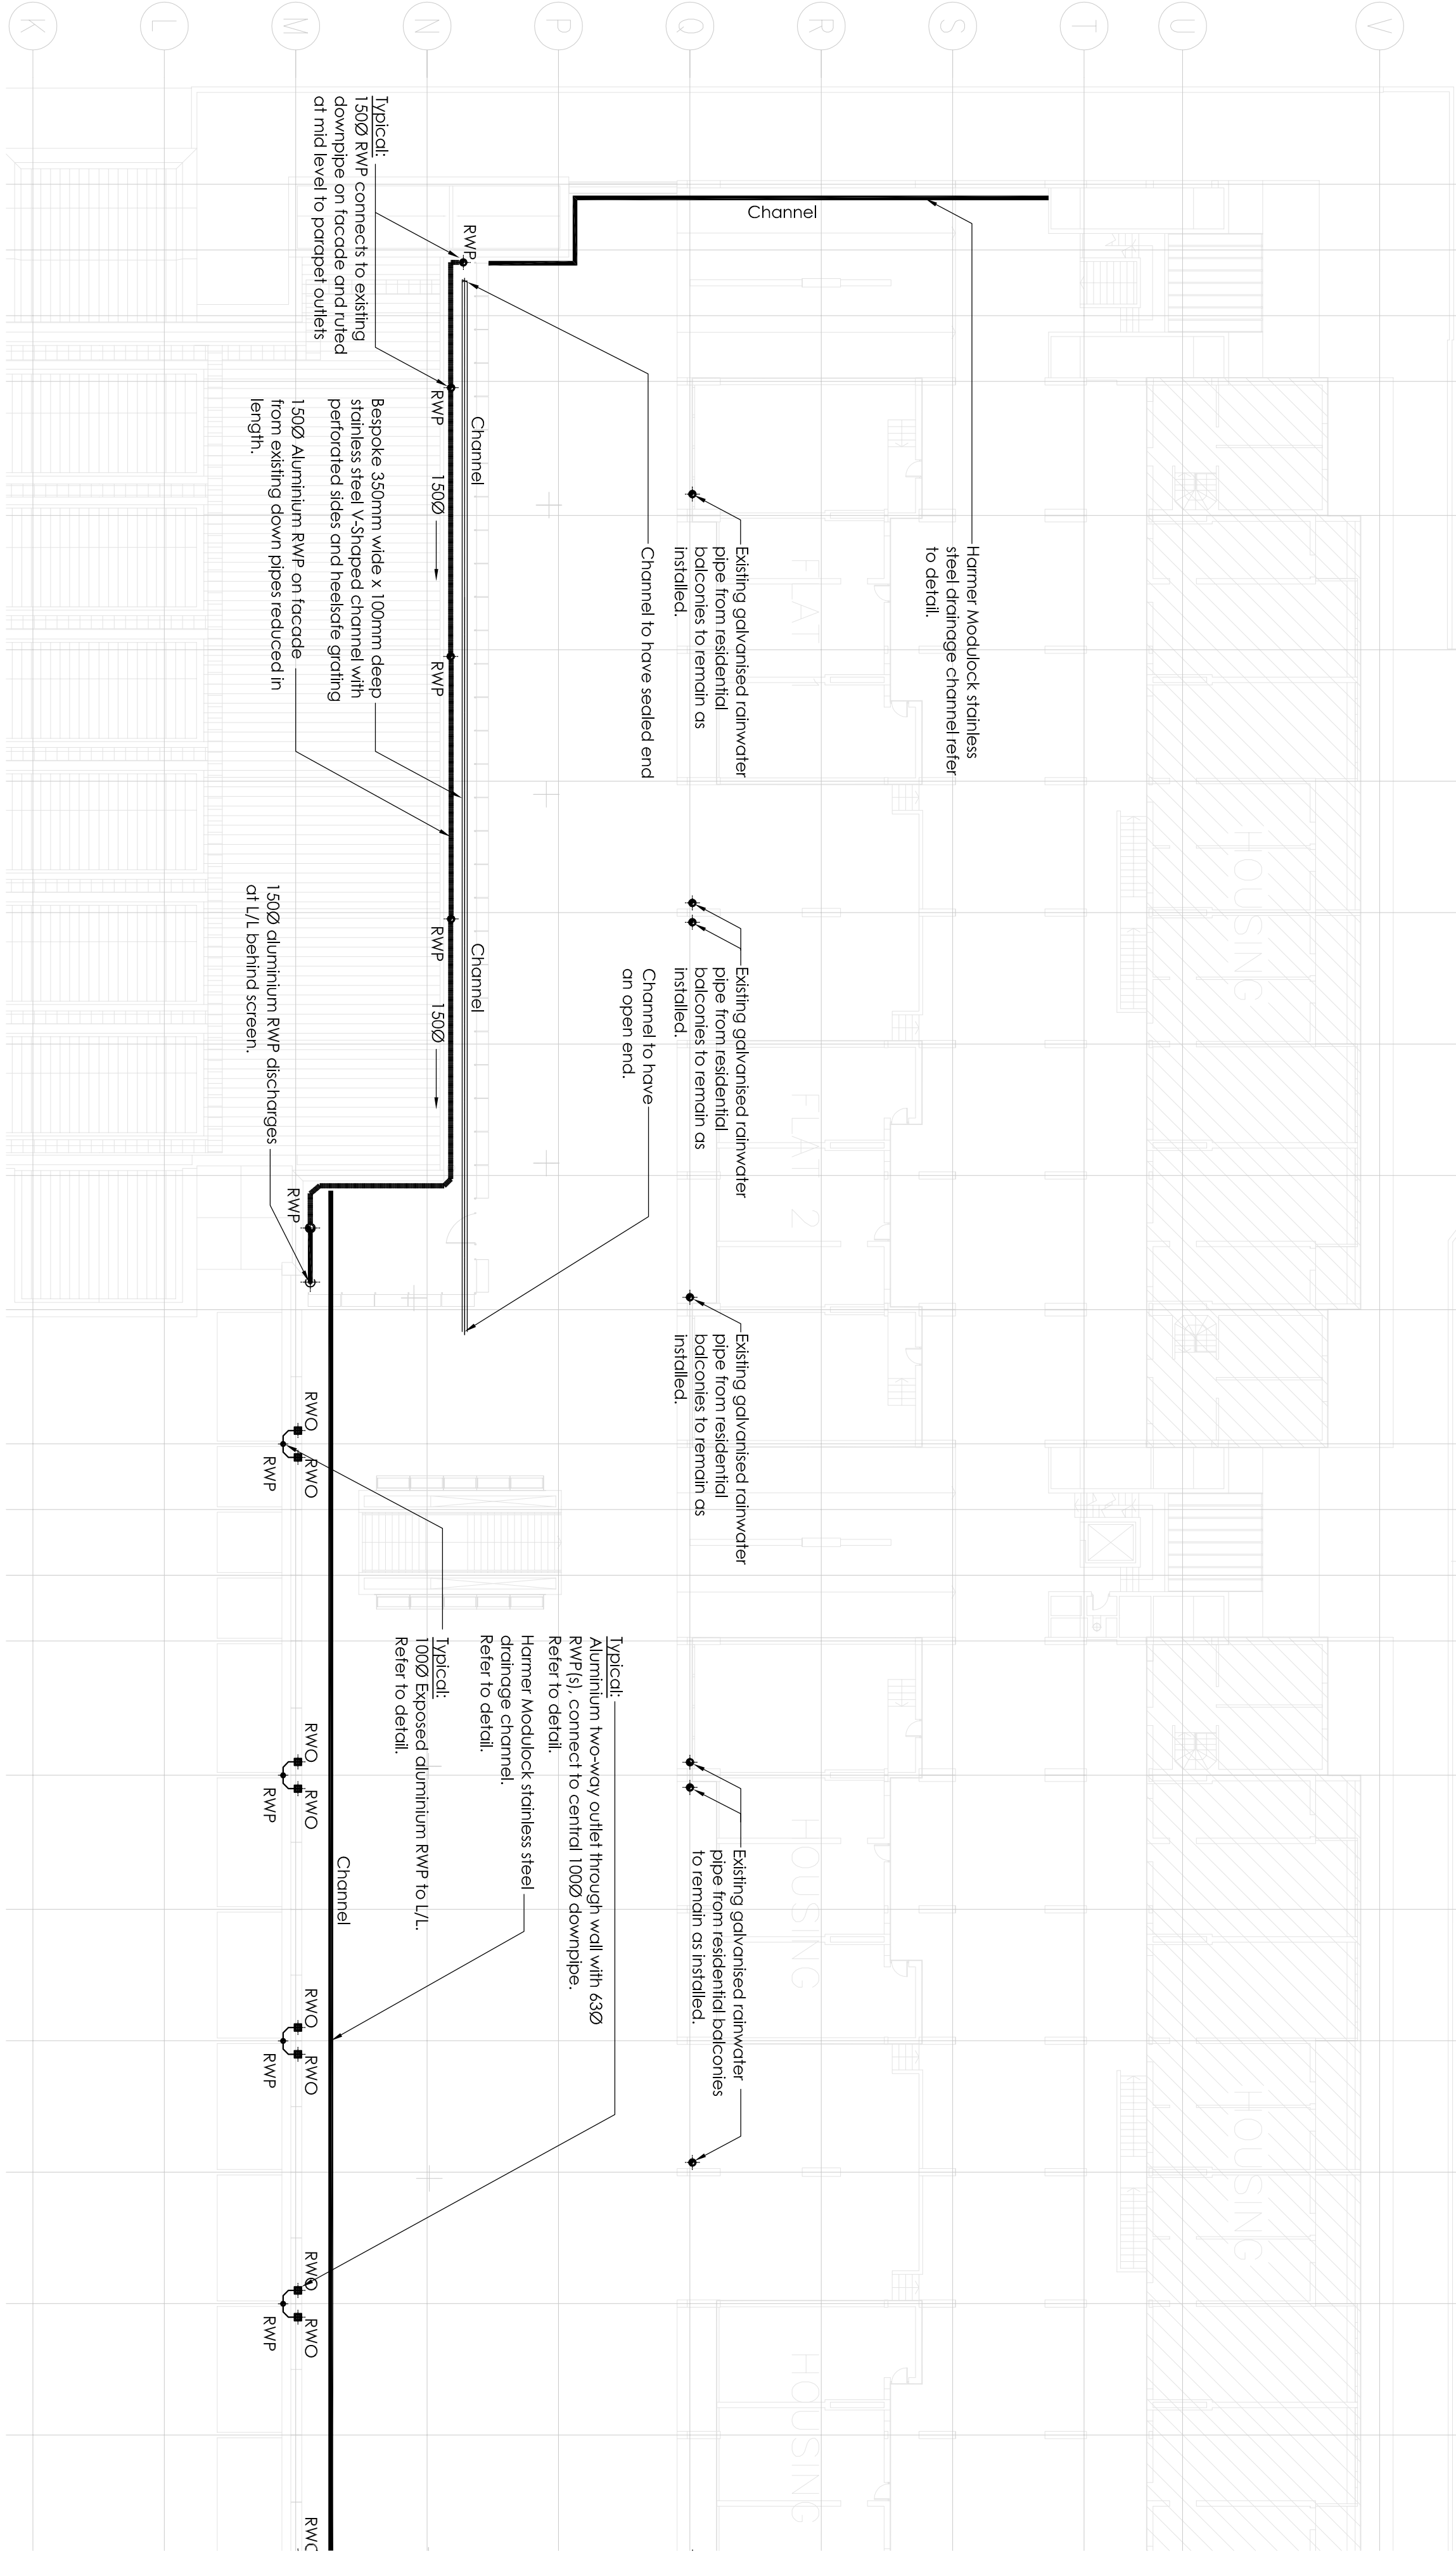 K
L
M
N
P
Q
R
S
T
U
V
Typical:
150Ø RWP connects to existing
downpipe on facade and ruted
at mid level to parapet outlets
RWP
Channel
Harmer Modulock stainless
steel drainage channel refer
to detail.
Channel to have sealed end
Existing galvanised rainwater
pipe from residential
balconies to remain as
installed.
RWP
Channel
150Ø
RWP
Bespoke 350mm wide x 100mm deep
stainless steel V-Shaped channel with
perforated sides and heelsafe grating
150Ø Aluminium RWP on facade
from existing down pipes reduced in
length.
FLAT
HOUSING
Existing galvanised rainwater
pipe from residential
balconies to remain as
installed.
Channel to have
an open end.
Channel
RWP
150Ø
150Ø aluminium RWP discharges
at L/L behind screen.
RWP
FLAT 2
Existing galvanised rainwater
pipe from residential
balconies to remain as
installed.
RWO
RWO
RWP
Typical:
Aluminium two-way outlet through wall with 63Ø
RWP(s), connect to central 100Ø downpipe.
Refer to detail.
Harmer Modulock stainless steel
drainage channel.
Refer to detail.
Typical:
100Ø Exposed aluminium RWP to L/L.
Refer to detail.
RWO
RWO
RWP
Existing galvanised rainwater
pipe from residential balconies
to remain as installed.
HOUSING
Channel
RWO
RWO
RWP
HOUSING
RWO
RWO
RWP
HOUSING
RWO